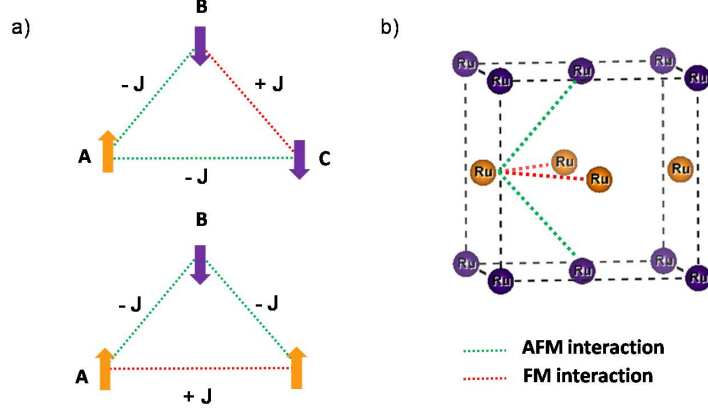 a)
B
- J
+ J
A
C
- J
B
- J
- J
A
+ J
b)
Ru Ru Ru
Ru Ru
Ru Ru Ru Ru
Ru Ru Ru
Ru Ru
AFM interaction
FM interaction